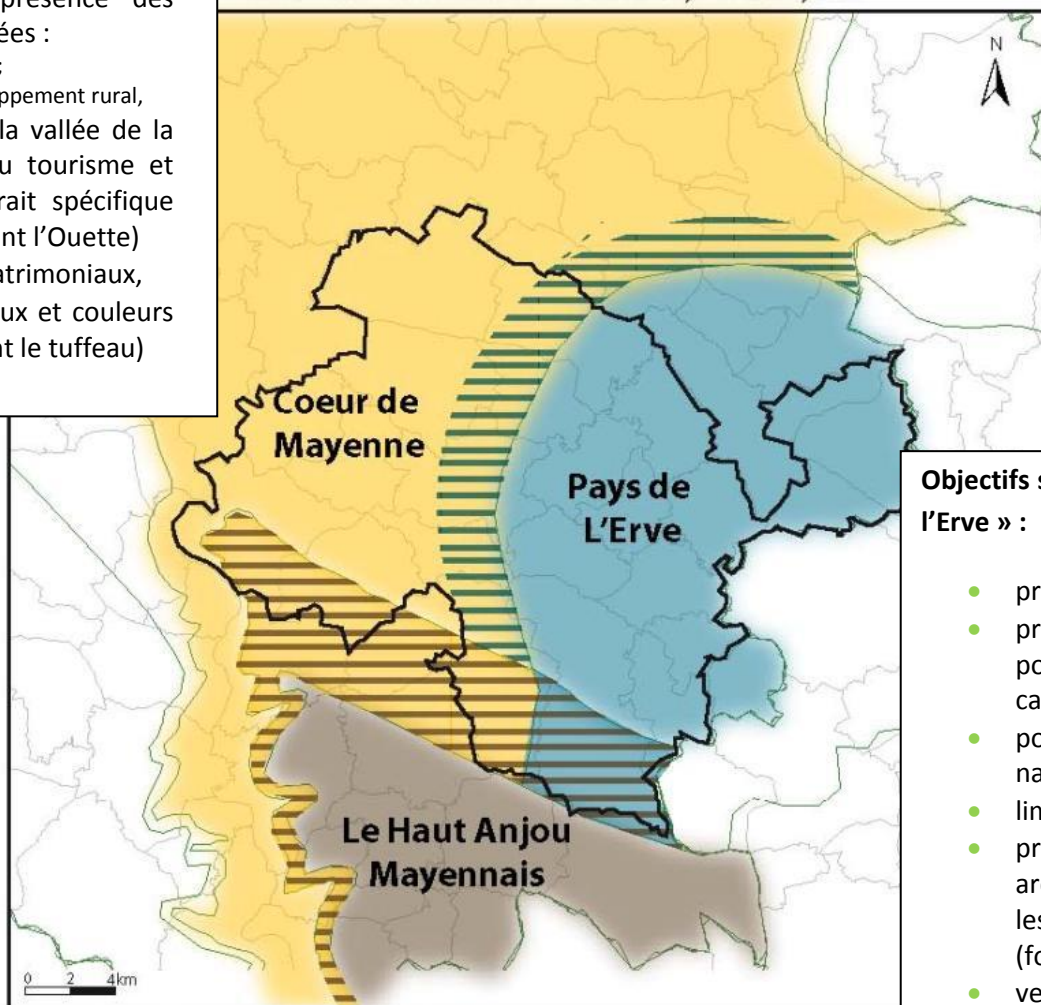 présence des
ées :
ppement rural,
la vallée de la
u tourisme et
rait spécifique
nt l'Ouette)
atrimoniaux,
ux et couleurs
t le tuffeau)
N
Coeur de
Mayenne
Pays de
L'Erve
Le Haut Anjou
Mayennais
0 2 4km
Objectifs s
l'Erve » :
• pr
• pr
po
ca
• po
na
• lin
• pr
are
les
(fo
• ve